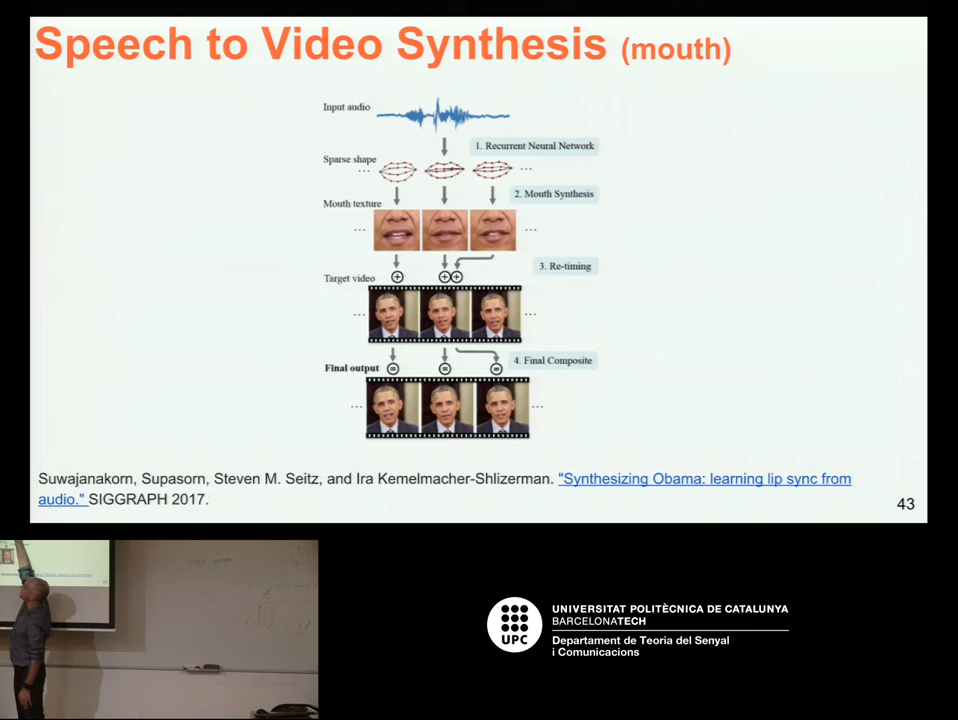 Speech to Video Synthesis (mouth)
Input audio
1. Recurrent Neural Network
Sparse shape
2. Mouth Synthesis
Mouth texture
3. Re-timing
Target video
4. Final Composite
Final output
Suwajanakorn, Supasorn, Steven M. Seitz, and Ira Kemelmacher-Shlizerman. "Synthesizing Obama: learning lip sync from
audio." SIGGRAPH 2017.
43
UPC
UNIVERSITAT POLITÈCNICA DE CATALUNYA
BARCELONATECH
Departament de Teoria del Senyal
i Comunicacions